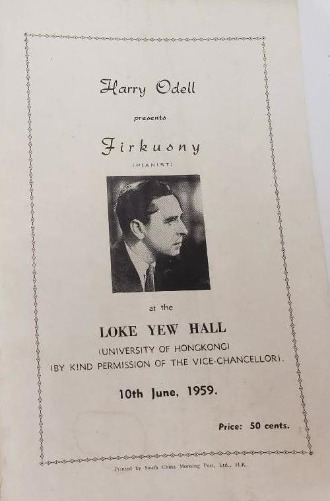 Harry Odell
presents
Firkusny
(PIANIST)
at the
LOKE YEW HALL
(UNIVERSITY OF HONGKONG)
(BY KIND PERMISSION OF THE VICE-CHANCELLOR).
10th June, 1959.
Price: 50 cents.
Printed by South China Morning Post, Ltd., H.K.